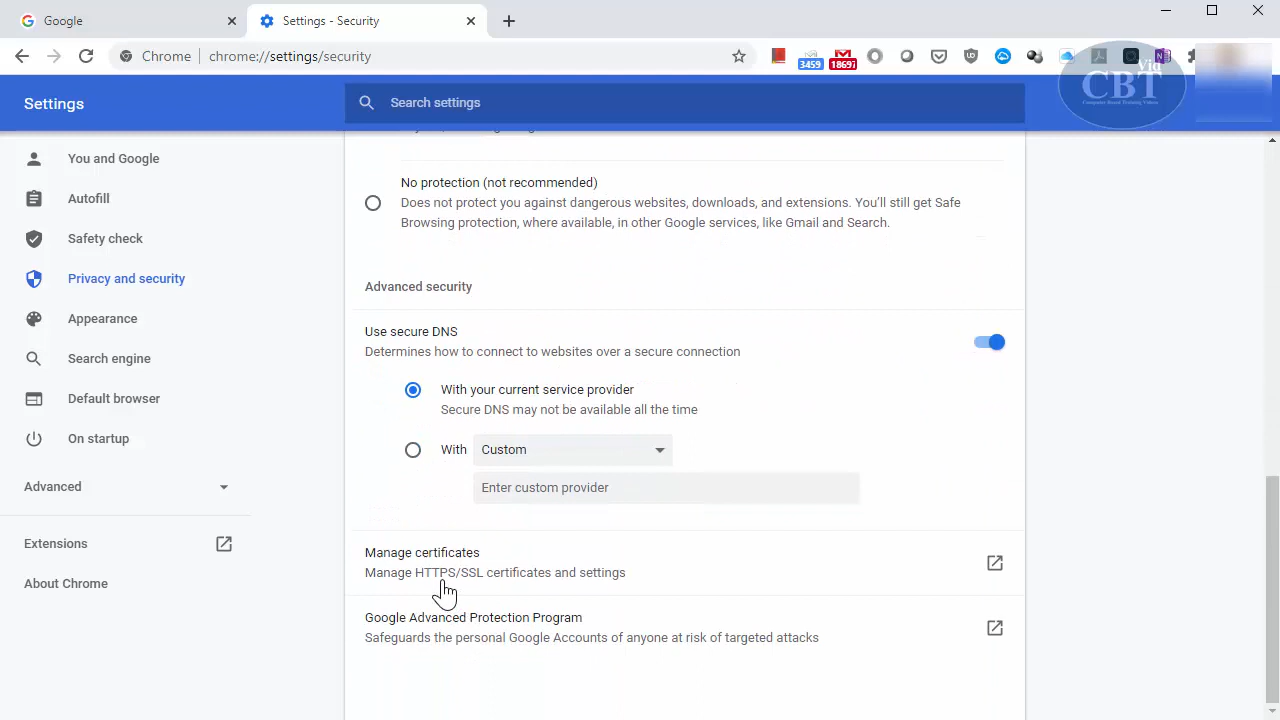 Google
Settings - Security
Chrome
chrome://settings/security
3459
18697
Vid
CBT
Computer Based Training Videos
Settings
Search settings
You and Google
Autofill
Safety check
Privacy and security
Appearance
Search engine
Default browser
On startup
Advanced
Extensions
About Chrome
No protection (not recommended)
Does not protect you against dangerous websites, downloads, and extensions. You'll still get Safe
Browsing protection, where available, in other Google services, like Gmail and Search.
Advanced security
Use secure DNS
Determines how to connect to websites over a secure connection
With your current service provider
Secure DNS may not be available all the time
With Custom
Enter custom provider
Manage certificates
Manage HTTPS/SSL certificates and settings
Google Advanced Protection Program
Safeguards the personal Google Accounts of anyone at risk of targeted attacks